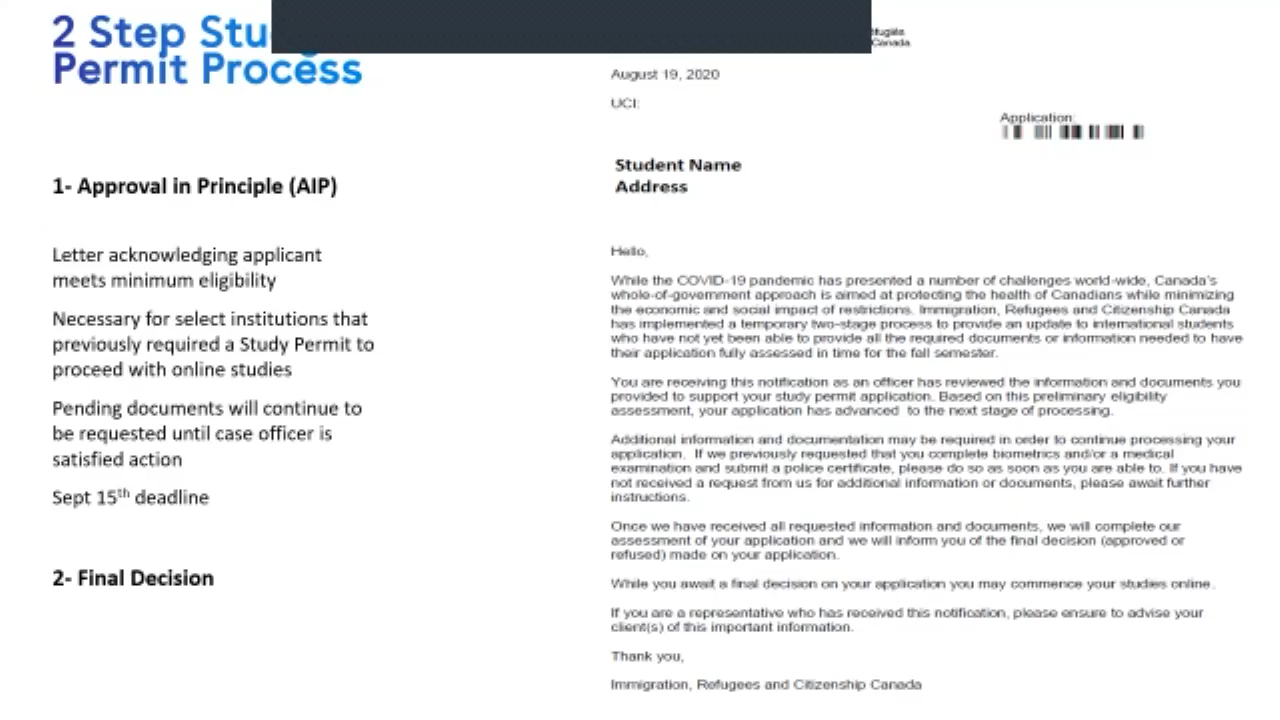 2 Step Stu
Permit Process
1- Approval in Principle (AIP)
Letter acknowledging applicant
meets minimum eligibility
Necessary for select institutions that
previously required a Study Permit to
proceed with online studies
Pending documents will continue to
be requested until case officer is
satisfied action
Sept 15th deadline
2- Final Decision
Canada
August 19, 2020
UCI:
Application:
Student Name
Address
Hello,
While the COVID-19 pandemic has presented a number of challenges world-wide, Canada's
whole-of-government approach is aimed at protecting the health of Canadians while minimizing
the economic and social impact of restrictions. Immigration, Refugees and Citizenship Canada
has implemented a temporary two-stage process to provide an update to international students
who have not yet been able to provide all the required documents or information needed to have
their application fully assessed in time for the fall semester.
You are receiving this notification as an officer has reviewed the information and documents you
provided to support your study permit application. Based on this preliminary eligibility
assessment, your application has advanced to the next stage of processing.
Additional information and documentation may be required in order to continue processing your
application. If we previously requested that you complete biometrics and/or a medical
examination and submit a police certificate, please do so as soon as you are able to. If you have
not received a request from us for additional information or documents, please await further
instructions.
Once we have received all requested information and documents, we will complete our
assessment of your application and we will inform you of the final decision (approved or
refused) made on your application.
While you await a final decision on your application you may commence your studies online.
If you are a representative who has received this notification, please ensure to advise your
client(s) of this important information.
Thank you,
Immigration, Refugees and Citizenship Canada